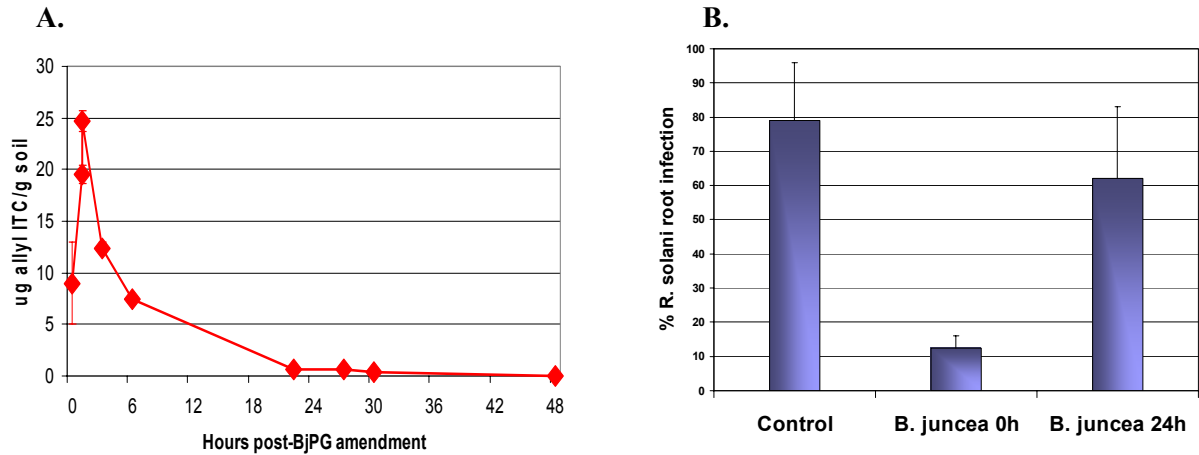 A.
30
25
20
15
10
5
0
ug allyl ITC/g soil
0 6 12 18 24 30 36 42 48
Hours post-BjPG amendment
B.
100
90
80
70
60
50
40
30
20
10
0
% R. solani root infection
Control B. juncea 0h B. juncea 24h